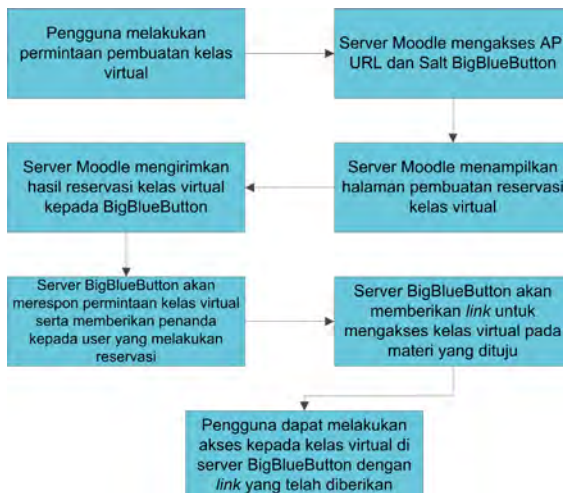 Pengguna melakukan
permintaan pembuatan kelas
virtual
Server Moodle mengakses AP
URL dan Salt BigBlueButton
Server Moodle menampilkan
halaman pembuatan reservasi
kelas virtual
Server Moodle mengirimkan
hasil reservasi kelas virtual
kepada BigBlueButton
Server BigBlueButton akan
merespon permintaan kelas virtual
serta memberikan penanda
kepada user yang melakukan
reservasi
Server BigBlueButton akan
memberikan link untuk
mengakses kelas virtual pada
materi yang dituju
Pengguna dapat melakukan
akses kepada kelas virtual di
server BigBlueButton dengan
link yang telah diberikan